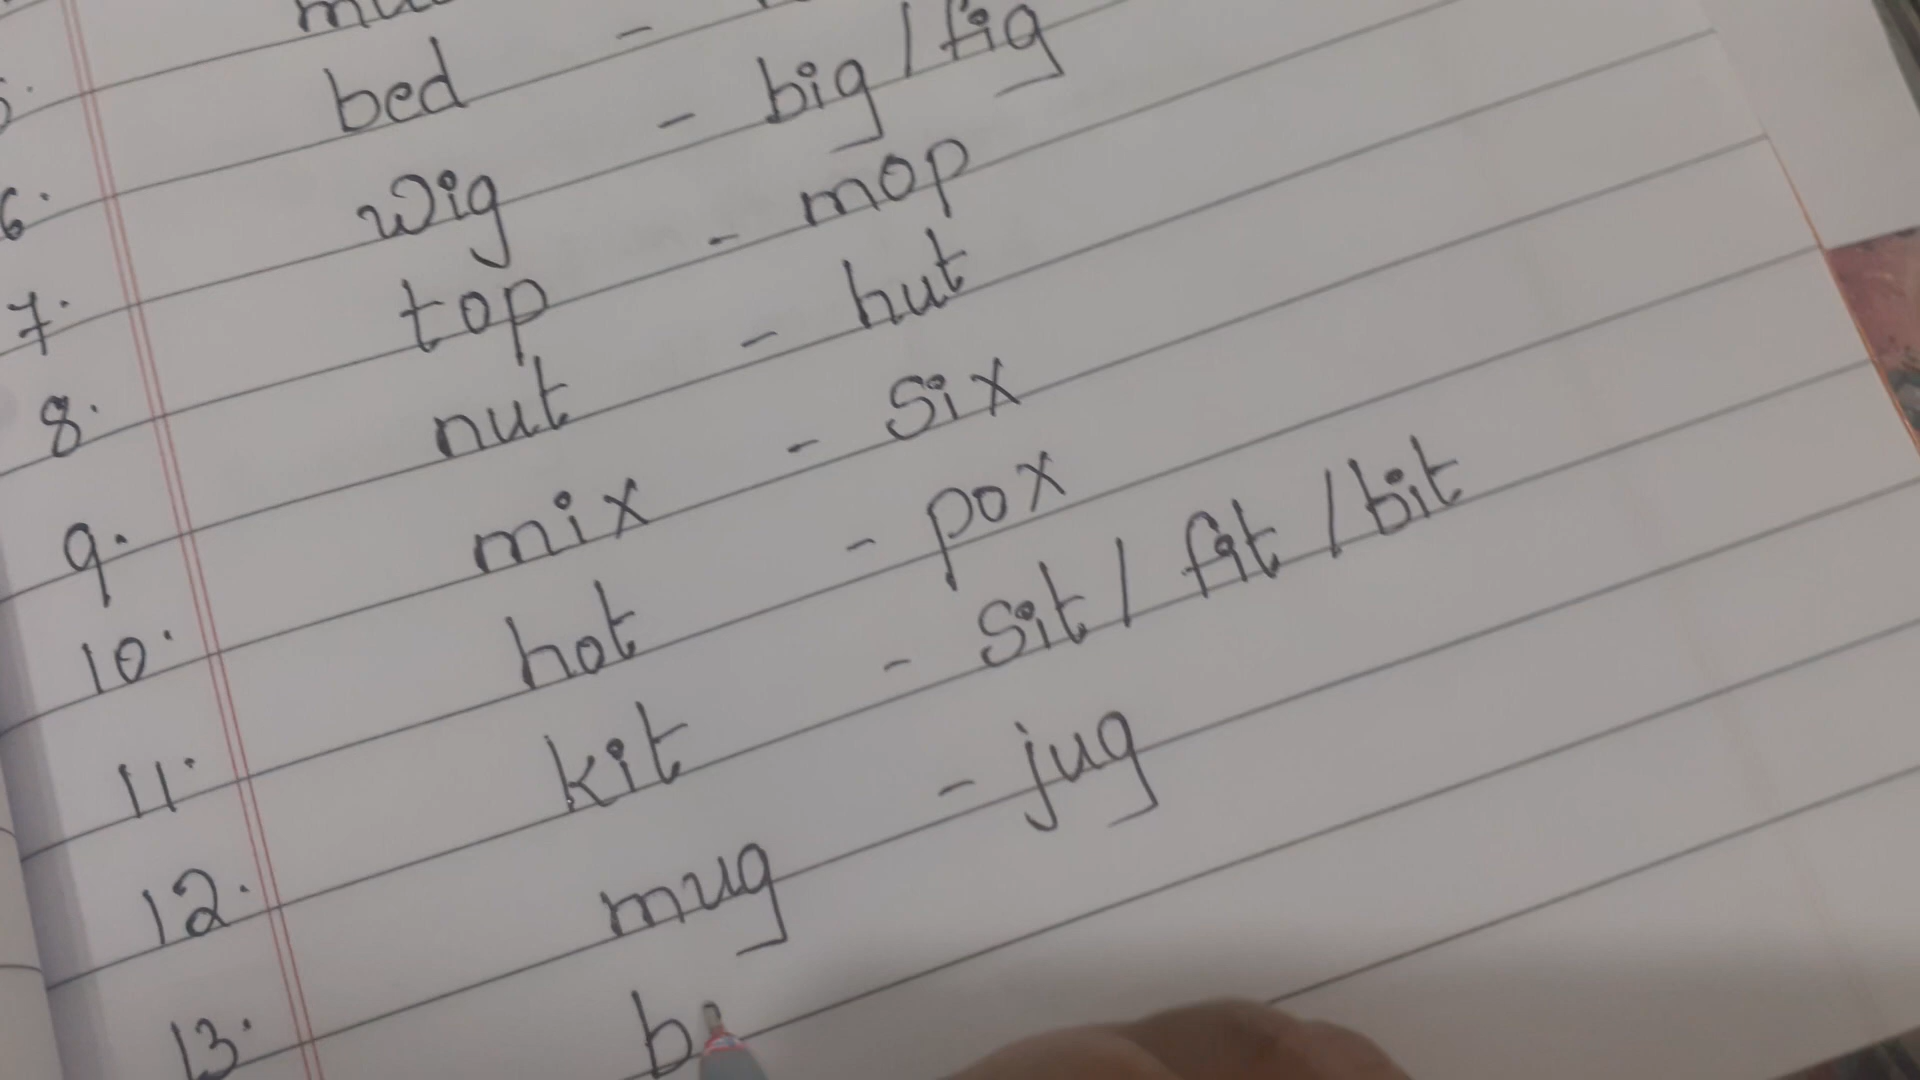 6. bed -
7. wig - big / fig
8. top - mop
9. nut - hut
10. mix - six
11. hot - pox
12. kit - sit / fit / bit
13. mug - jug